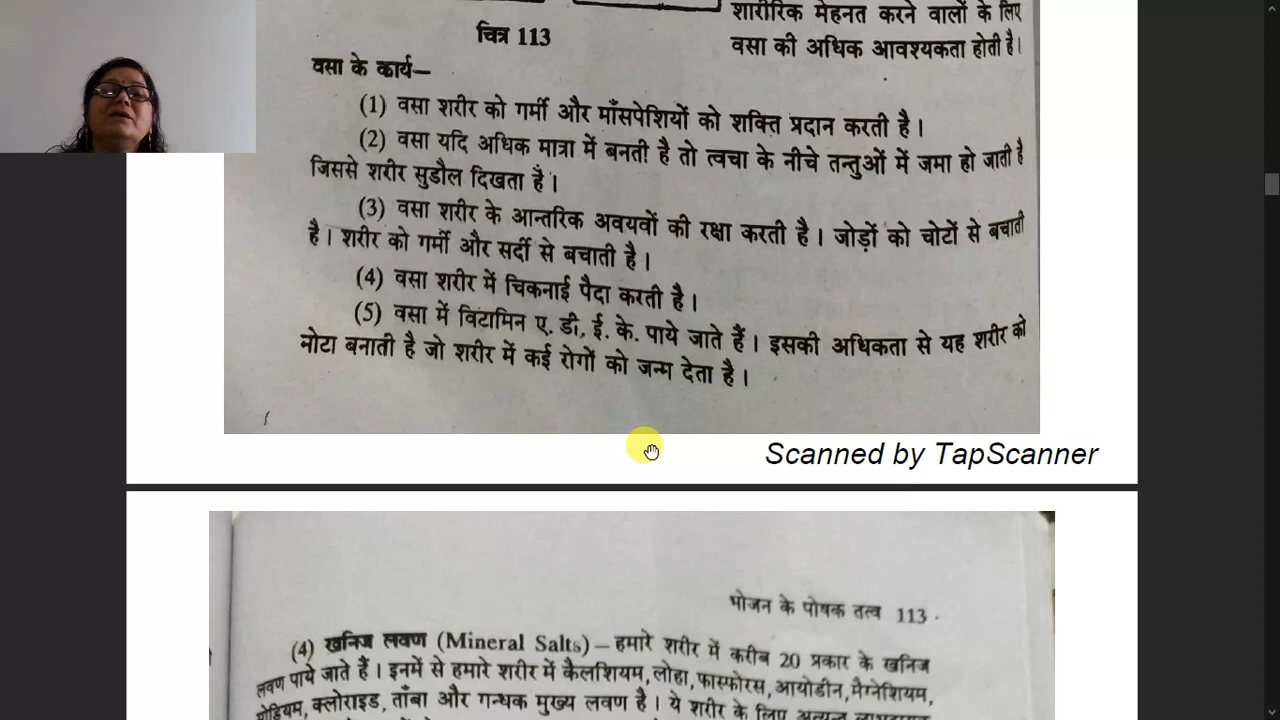 शारीरिक मेहनत करने वालों के लिए
वसा की अधिक आवश्यकता होती है।
चित्र 113
वसा के कार्य—
(1) वसा शरीर को गर्मी और माँसपेशियों को शक्ति प्रदान करती है।
(2) वसा यदि अधिक मात्रा में बनती है तो त्वचा के नीचे तन्तुओं में जमा हो जाती है
जिससे शरीर सुडौल दिखता है।
(3) वसा शरीर के आन्तरिक अवयवों की रक्षा करती है। जोड़ों को चोटों से बचाती
है। शरीर को गर्मी और सर्दी से बचाती है।
(4) वसा शरीर में चिकनाई पैदा करती है।
(5) वसा में विटामिन ए. डी, ई. के. पाये जाते हैं। इसकी अधिकता से यह शरीर को
नोटा बनाती है जो शरीर में कई रोगों को जन्म देता है।
Scanned by TapScanner
भोजन के पोषक तत्व 113
(4) खनिज लवण (Mineral Salts)—हमारे शरीर में करीब 20 प्रकार के खनिज
लवण पाये जाते हैं। इनमें से हमारे शरीर में कैलशियम, लोहा, फास्फोरस, आयोडीन, मैग्नेशियम,
क्लोराइड, ताँबा और गन्धक मुख्य लवण है। ये शरीर के लिए अत्यन्त